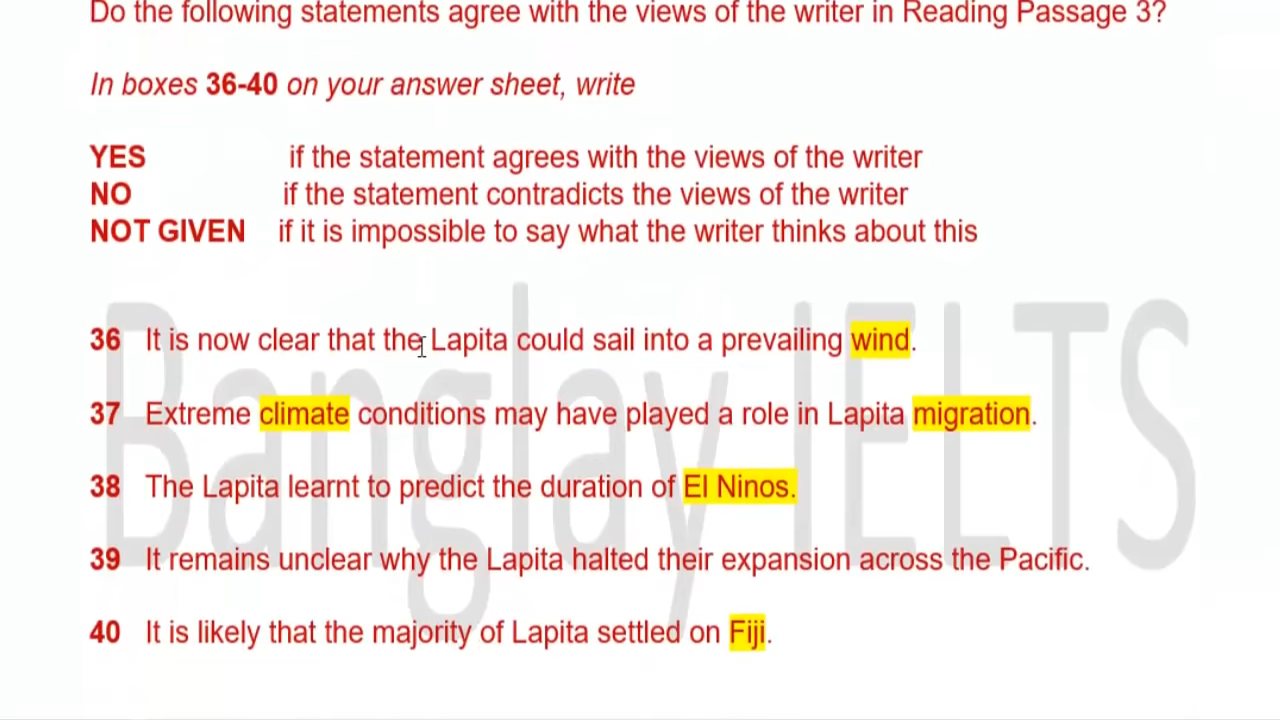 Do the following statements agree with the views of the writer in Reading Passage 3?
In boxes 36-40 on your answer sheet, write
YES if the statement agrees with the views of the writer
NO if the statement contradicts the views of the writer
NOT GIVEN if it is impossible to say what the writer thinks about this
Banglay IELTS
36 It is now clear that the Lapita could sail into a prevailing wind.
37 Extreme climate conditions may have played a role in Lapita migration.
38 The Lapita learnt to predict the duration of El Ninos.
39 It remains unclear why the Lapita halted their expansion across the Pacific.
40 It is likely that the majority of Lapita settled on Fiji.